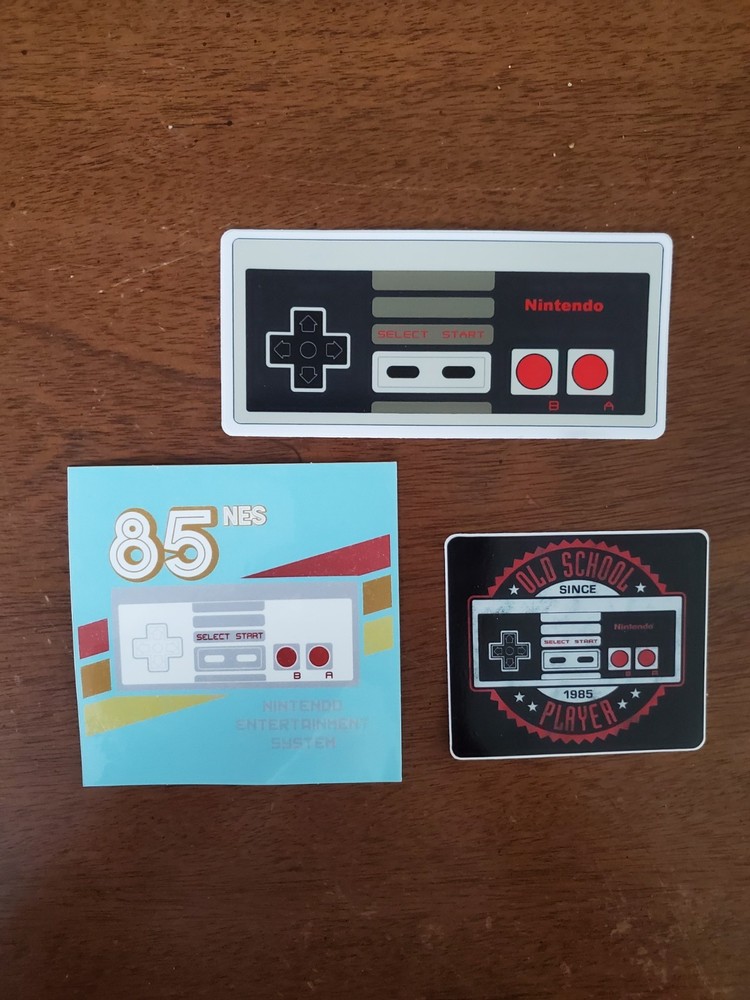 Nintendo
SELECT START
B A
85 NES
SELECT START
B A
NINTENDO
ENTERTAINMENT
SYSTEM
OLD SCHOOL
SINCE
Nintendo
SELECT START
B A
1985
PLAYER